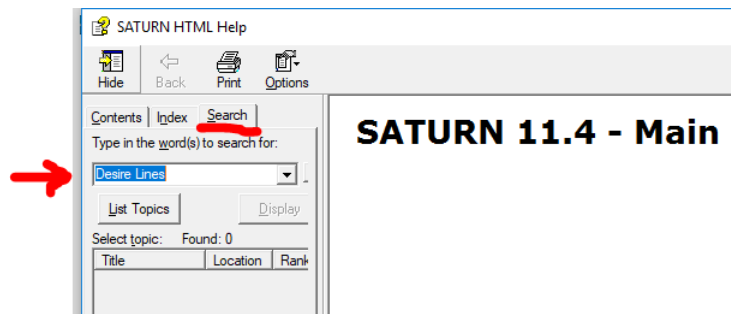 SATURN HTML Help
Hide Back Print Options
Contents Index Search
Type in the word(s) to search for:
Desire Lines
List Topics Display
Select topic: Found: 0
Title Location Rank
SATURN 11.4 - Main